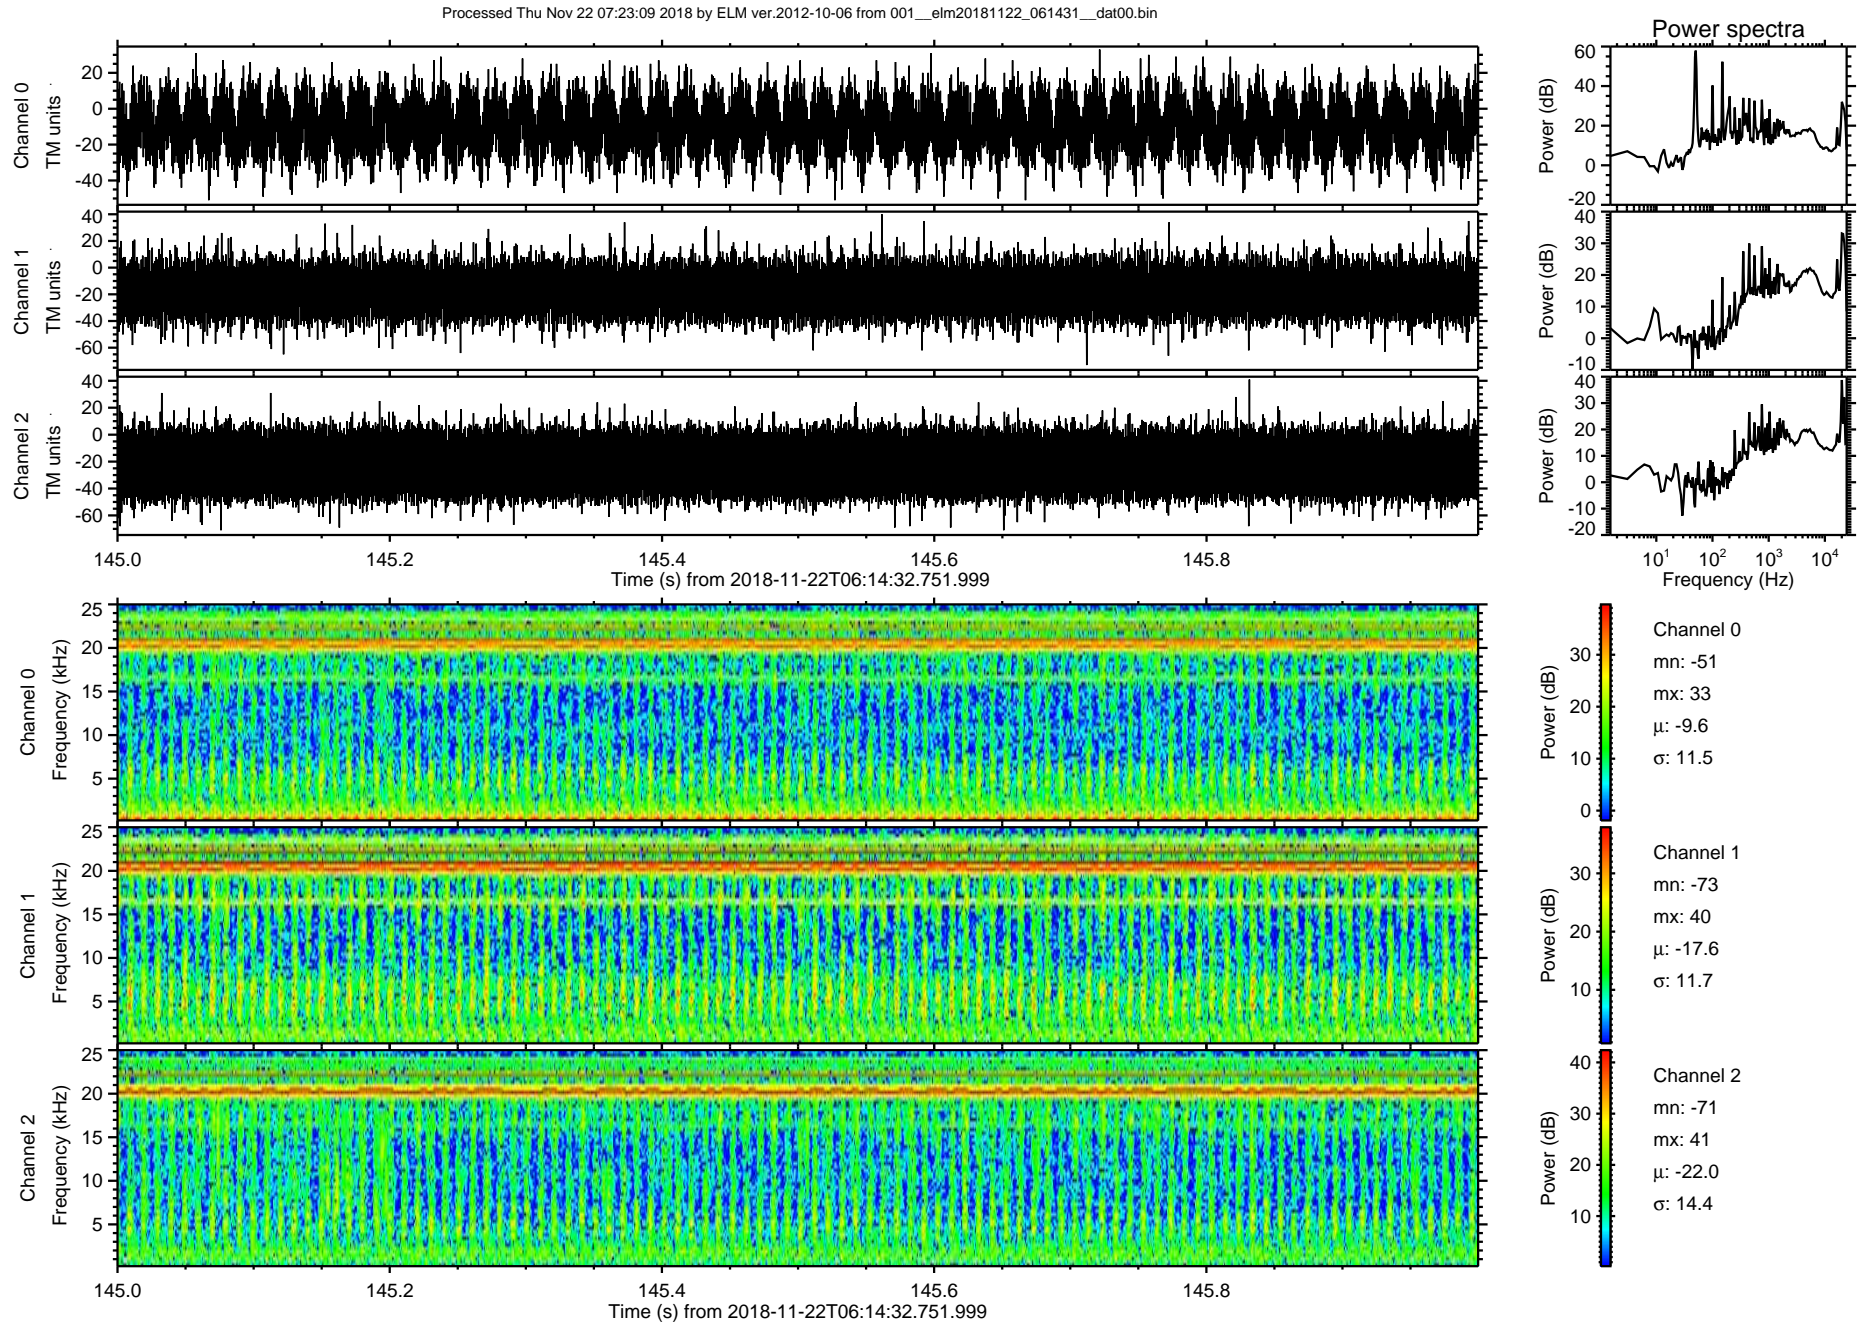 Processed Thu Nov 22 07:23:09 2018 by ELM ver.2012-10-06 from 001__elm20181122_061431__dat00.bin
Power spectra
Channel 0
TM units
20
0
-20
-40
Power (dB)
60
40
20
0
-20
Channel 1
TM units
40
20
0
-20
-40
-60
Power (dB)
40
30
20
10
0
-10
Channel 2
TM units
40
20
0
-20
-40
-60
Power (dB)
40
30
20
10
0
-10
-20
145.0 145.2 145.4 145.6 145.8
Time (s) from 2018-11-22T06:14:32.751.999
10^1 10^2 10^3 10^4
Frequency (Hz)
Channel 0
Frequency (kHz)
25
20
15
10
5
Power (dB)
30
20
10
0
Channel 0
mn: -51
mx: 33
μ: -9.6
σ: 11.5
Channel 1
Frequency (kHz)
25
20
15
10
5
Power (dB)
30
20
10
Channel 1
mn: -73
mx: 40
μ: -17.6
σ: 11.7
Channel 2
Frequency (kHz)
25
20
15
10
5
Power (dB)
40
30
20
10
Channel 2
mn: -71
mx: 41
μ: -22.0
σ: 14.4
145.0 145.2 145.4 145.6 145.8
Time (s) from 2018-11-22T06:14:32.751.999